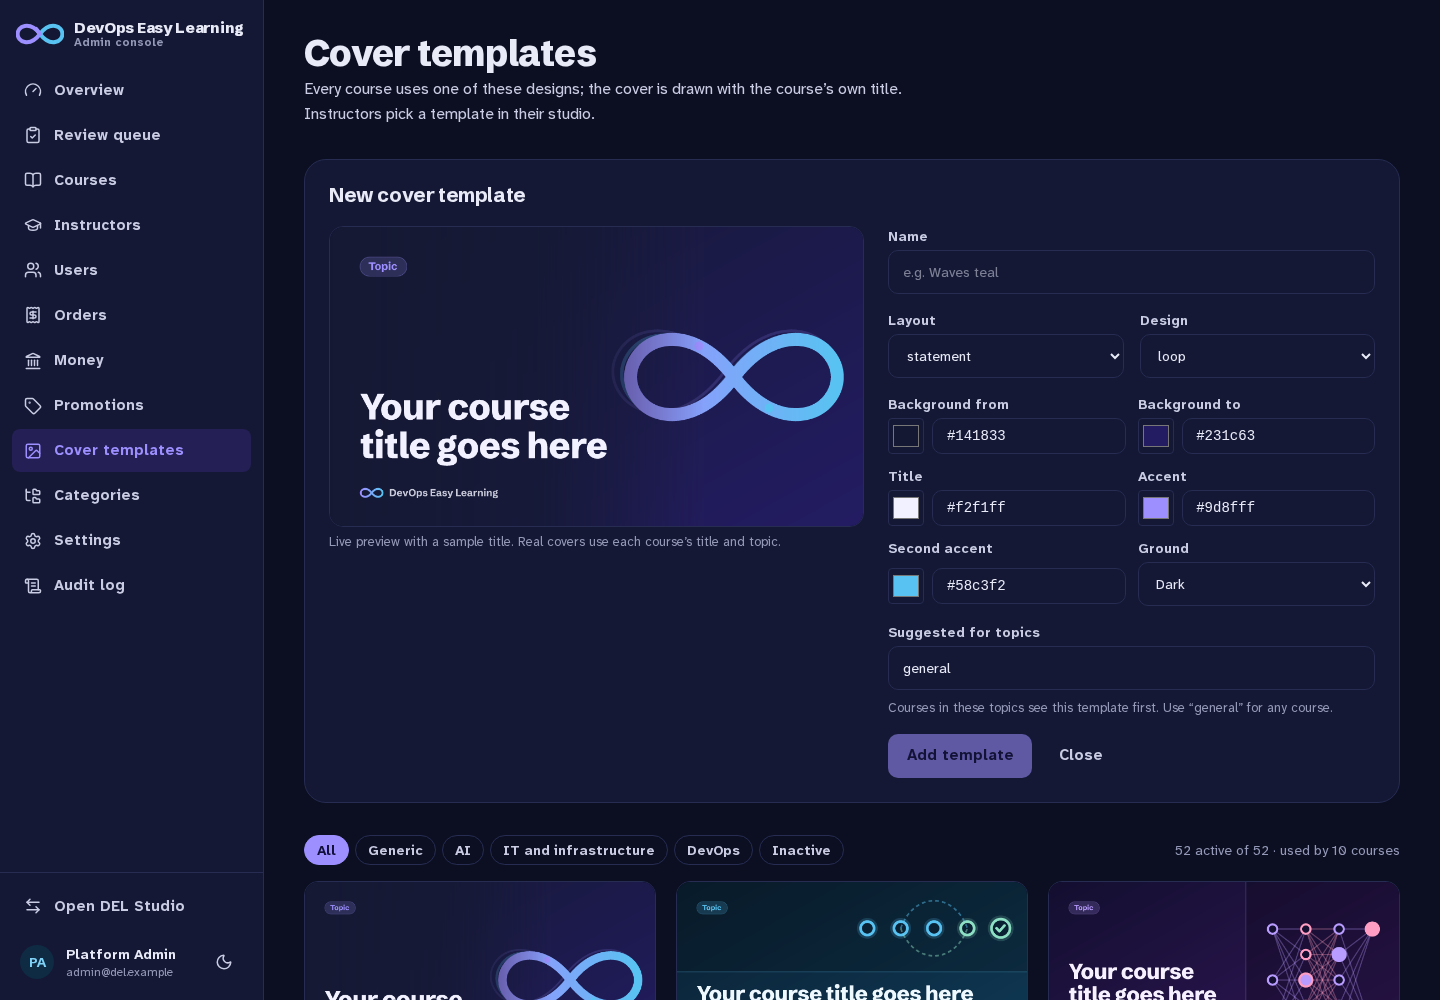 DevOps Easy Learning
Admin console
Overview
Review queue
Courses
Instructors
Users
Orders
Money
Promotions
Cover templates
Categories
Settings
Audit log
Open DEL Studio
PA
Platform Admin
admin@del.example
Cover templates
Every course uses one of these designs; the cover is drawn with the course’s own title.
Instructors pick a template in their studio.
New cover template
Topic
Your course
title goes here
DevOps Easy Learning
Live preview with a sample title. Real covers use each course’s title and topic.
Name
e.g. Waves teal
Layout
Design
statement
loop
Background from
Background to
#141833
#231c63
Title
Accent
#f2f1ff
#9d8fff
Second accent
Ground
#58c3f2
Dark
Suggested for topics
general
Courses in these topics see this template first. Use “general” for any course.
Add template
Close
All
Generic
AI
IT and infrastructure
DevOps
Inactive
52 active of 52 · used by 10 courses
Topic
Your course
Topic
Your course title goes here
Topic
Your course
title goes here